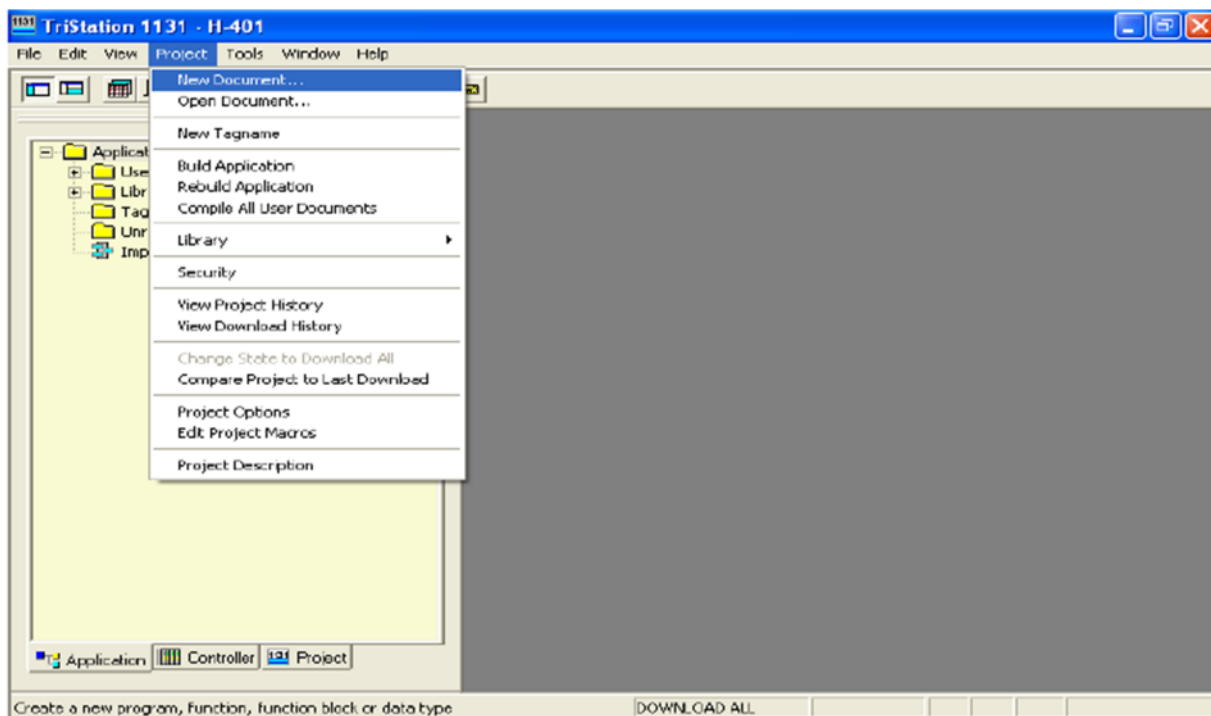 1131 TriStation 1131 - H-401
File Edit View Project Tools Window Help
New Document...
Open Document...
New Tagname
Build Application
Rebuild Application
Compile All User Documents
Library
Security
View Project History
View Download History
Change State to Download All
Compare Project to Last Download
Project Options
Edit Project Macros
Project Description
Applicat
Use
Libr
Tag
Unr
Imp
Application Controller 1131 Project
Create a new program, function, function block or data type DOWNLOAD ALL